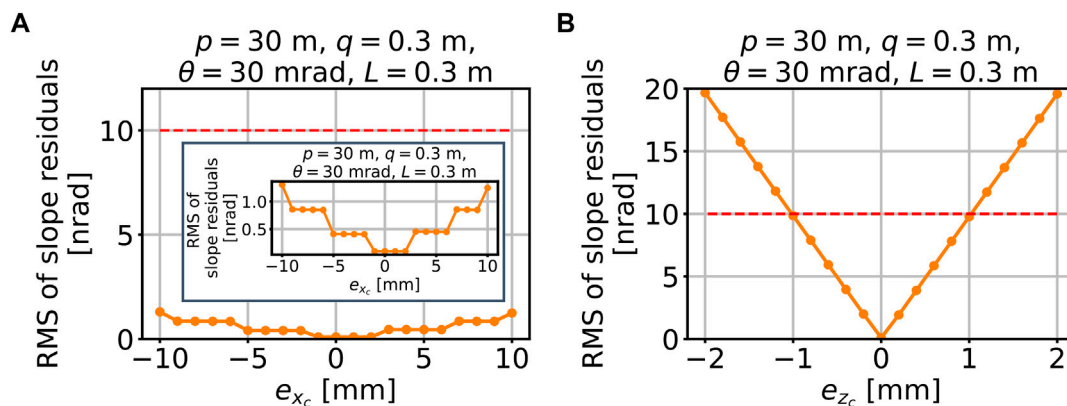 A
p = 30 m, q = 0.3 m,
θ = 30 mrad, L = 0.3 m
RMS of slope residuals
[nrad]
10
5
0
p = 30 m, q = 0.3 m,
θ = 30 mrad, L = 0.3 m
RMS of
slope residuals
[nrad]
1.0
0.5
−10 −5 0 5 10
e_{x_c} [mm]
−10 −5 0 5 10
e_{x_c} [mm]
B
p = 30 m, q = 0.3 m,
θ = 30 mrad, L = 0.3 m
RMS of slope residuals
[nrad]
20
15
10
5
0
−2 −1 0 1 2
e_{z_c} [mm]